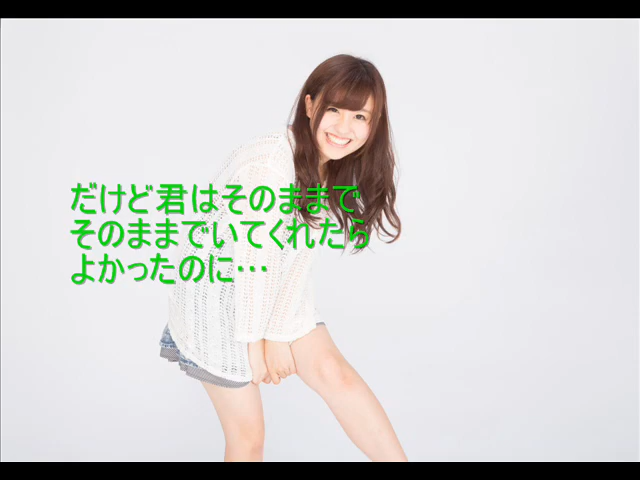 だけど君はそのままで
そのままでいてくれたら
よかったのに…